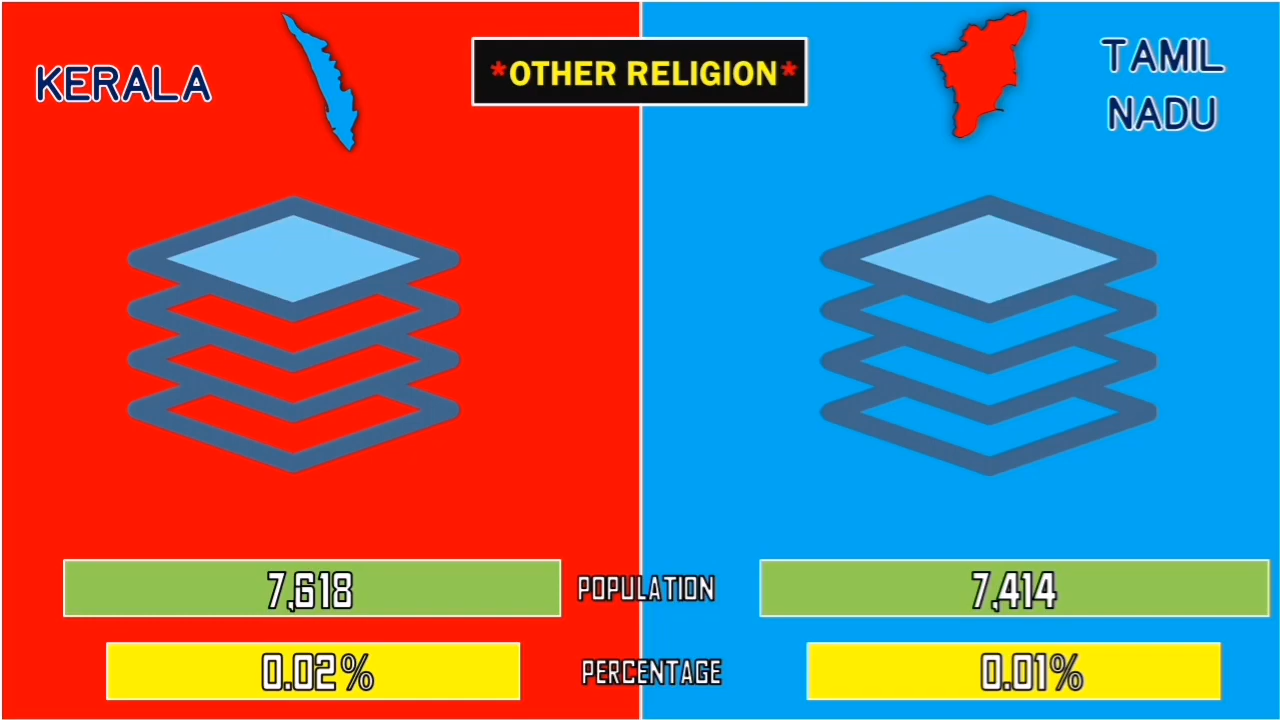 KERALA
*OTHER RELIGION*
TAMIL
NADU
7,618
POPULATION
7,414
0.02%
PERCENTAGE
0.01%